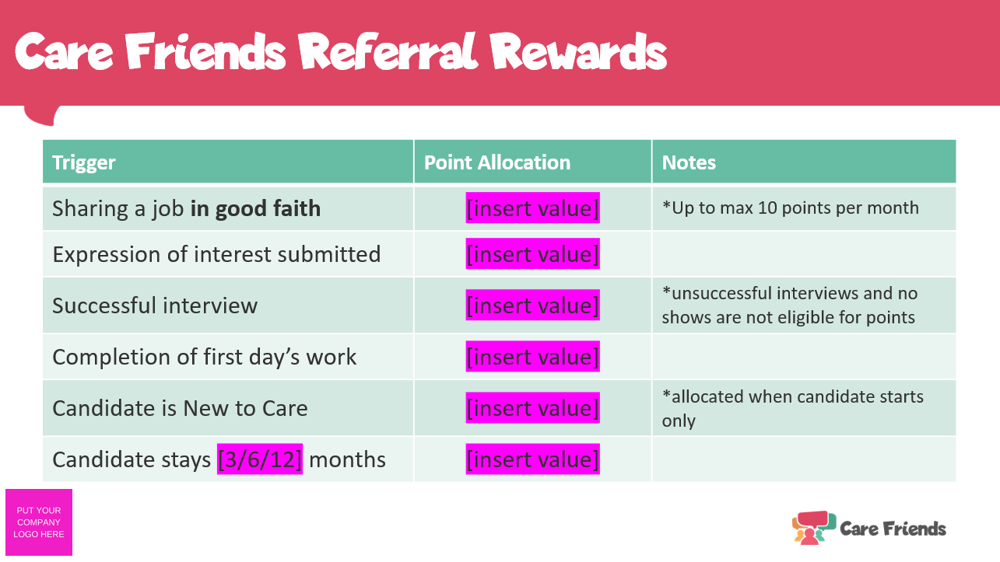 Care Friends Referral Rewards
Trigger Point Allocation Notes
Sharing a job in good faith [insert value] *Up to max 10 points per month
Expression of interest submitted [insert value]
Successful interview [insert value] *unsuccessful interviews and no
shows are not eligible for points
Completion of first day’s work [insert value]
Candidate is New to Care [insert value] *allocated when candidate starts
only
Candidate stays [3/6/12] months [insert value]
PUT YOUR
COMPANY
LOGO HERE
Care Friends